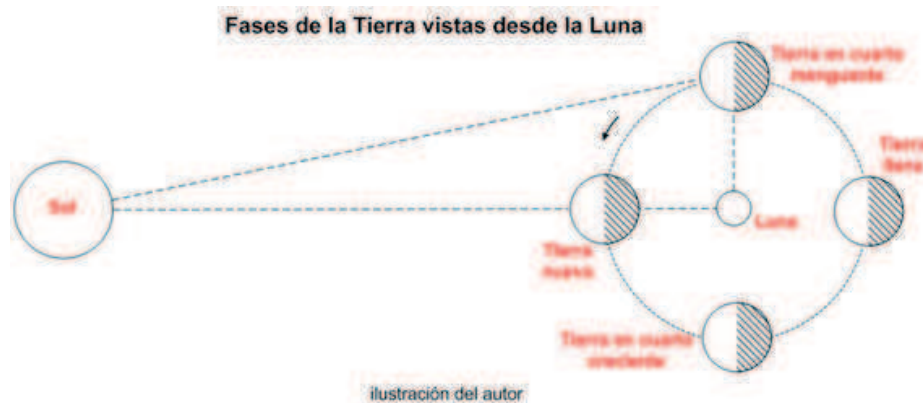 Fases de la Tierra vistas desde la Luna
Tierra en cuarto
menguante
Tierra
llena
Sol
Luna
Tierra
nueva
Tierra en cuarto
creciente
ilustración del autor